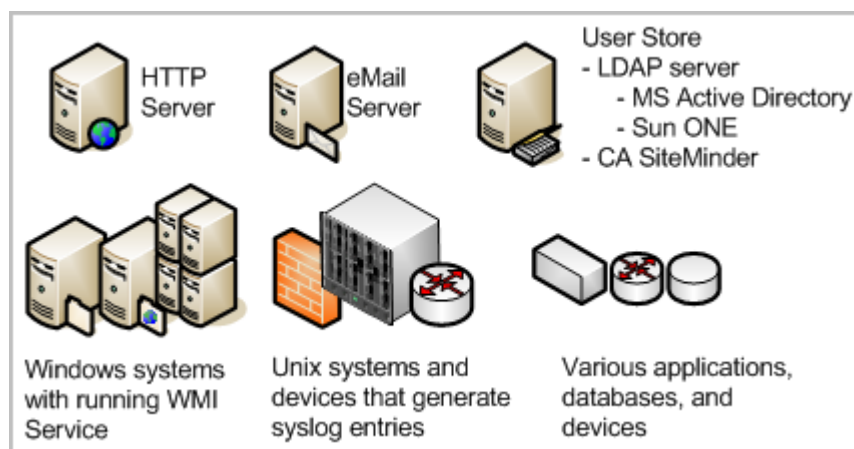 HTTP
Server
eMail
Server
User Store
- LDAP server
- MS Active Directory
- Sun ONE
- CA SiteMinder
Windows systems
with running WMI
Service
Unix systems and
devices that generate
syslog entries
Various applications,
databases, and
devices